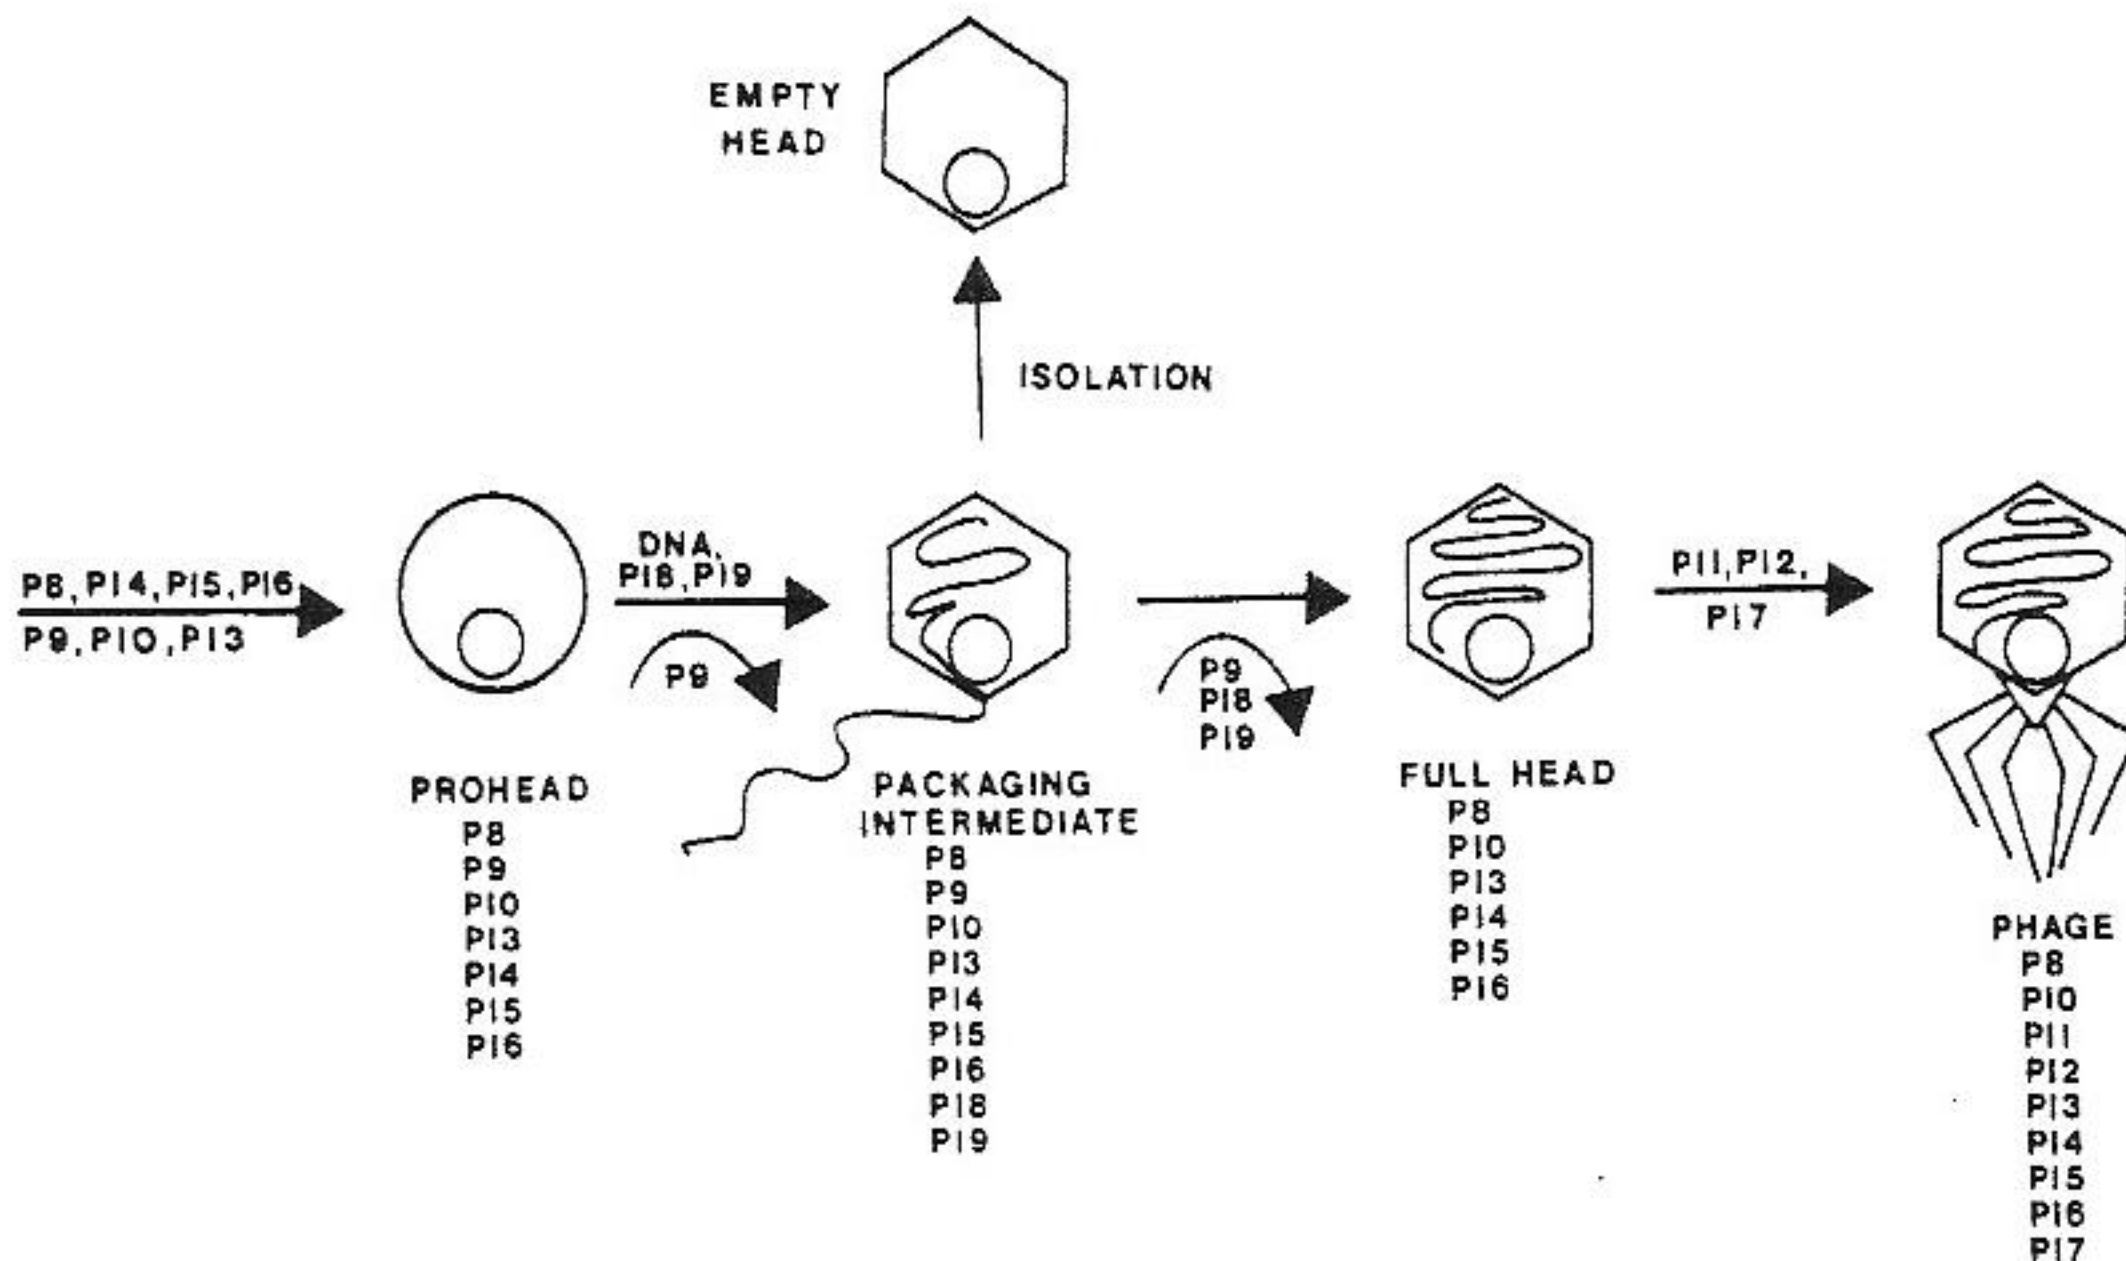 EMPTY
HEAD
ISOLATION
P8, P14, P15, P16
P9, P10, P13
DNA,
P18, P19
P9
P9
P18
P19
P11, P12,
P17
PROHEAD
P8
P9
P10
P13
P14
P15
P16
PACKAGING
INTERMEDIATE
P8
P9
P10
P13
P14
P15
P16
P18
P19
FULL HEAD
P8
P10
P13
P14
P15
P16
PHAGE
P8
P10
P11
P12
P13
P14
P15
P16
P17